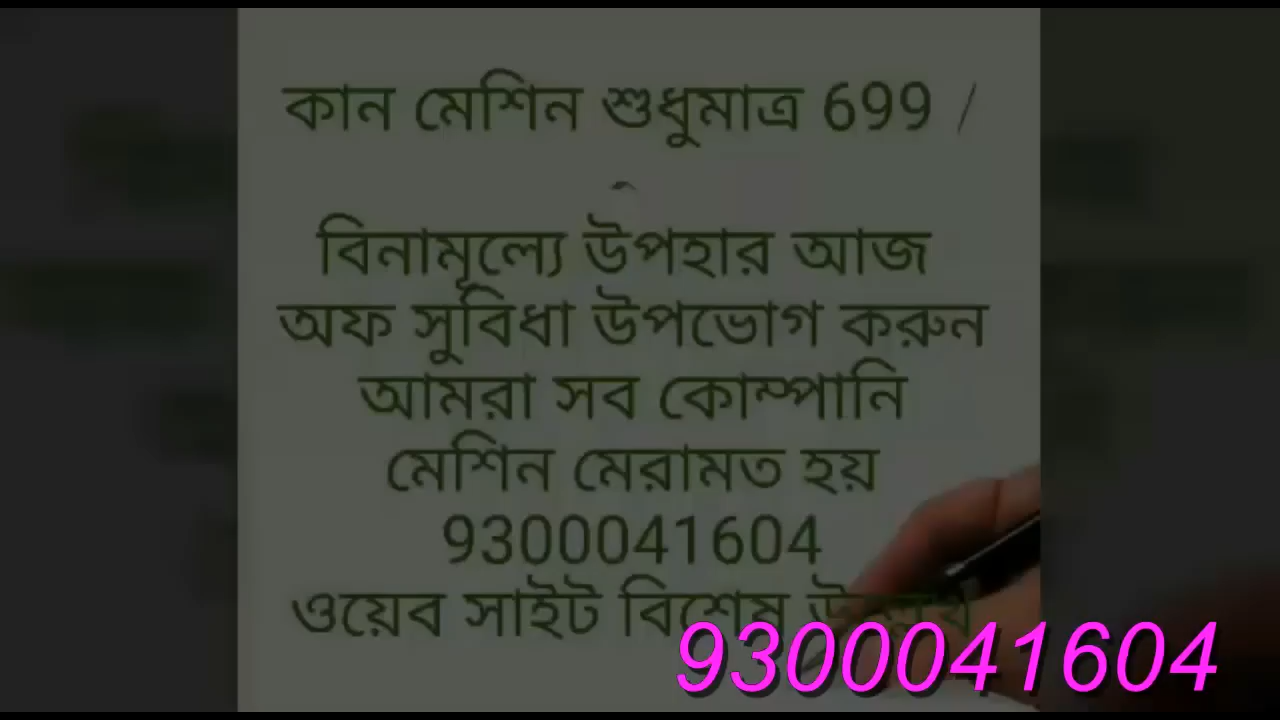 কান মেশিন শুধুমাত্র 699 /
বিনামূল্যে উপহার আজ
অফ সুবিধা উপভোগ করুন
আমরা সব কোম্পানি
মেশিন মেরামত হয়
9300041604
ওয়েব সাইট বিশেষ
9300041604